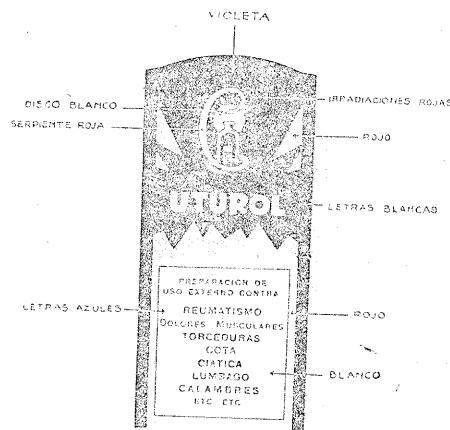 VIOLETA
DISCO BLANCO
IRRADIACIONES ROJAS
SERPIENTE ROJA
ROJO
UTUROL
LETRAS BLANCAS
PREPARACION DE
USO EXTERNO CONTRA
LETRAS AZULES
REUMATISMO
ROJO
DOLORES MUSCULARES
TORCEDURAS
GOTA
CIATICA
LUMBAGO
BLANCO
CALAMBRES
ETC. ETC.